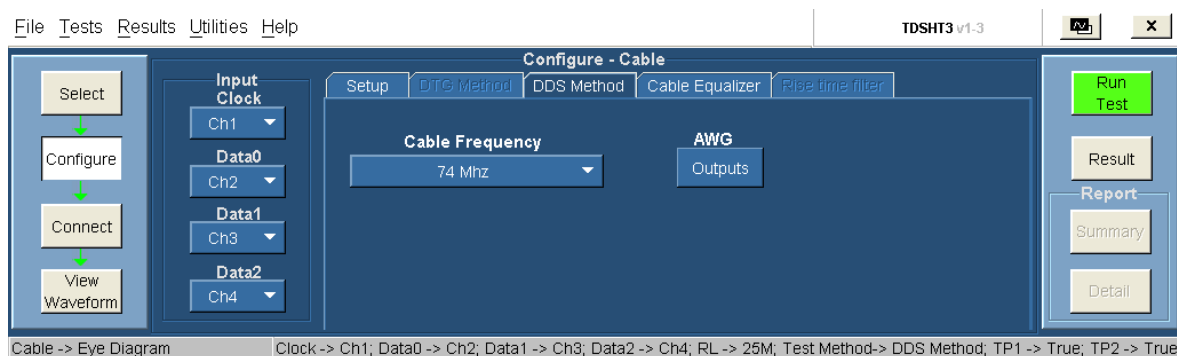 File Tests Results Utilities Help
TDSHT3 v1-3
x
Configure - Cable
Select
Configure
Connect
View
Waveform
Input
Clock
Ch1
Data0
Ch2
Data1
Ch3
Data2
Ch4
Setup DTG Method DDS Method Cable Equalizer Rise time filter
Cable Frequency
74 Mhz
AWG
Outputs
Run
Test
Result
Report
Summary
Detail
Cable -> Eye Diagram
Clock -> Ch1; Data0 -> Ch2; Data1 -> Ch3; Data2 -> Ch4; RL -> 25M; Test Method-> DDS Method; TP1 -> True; TP2 -> True